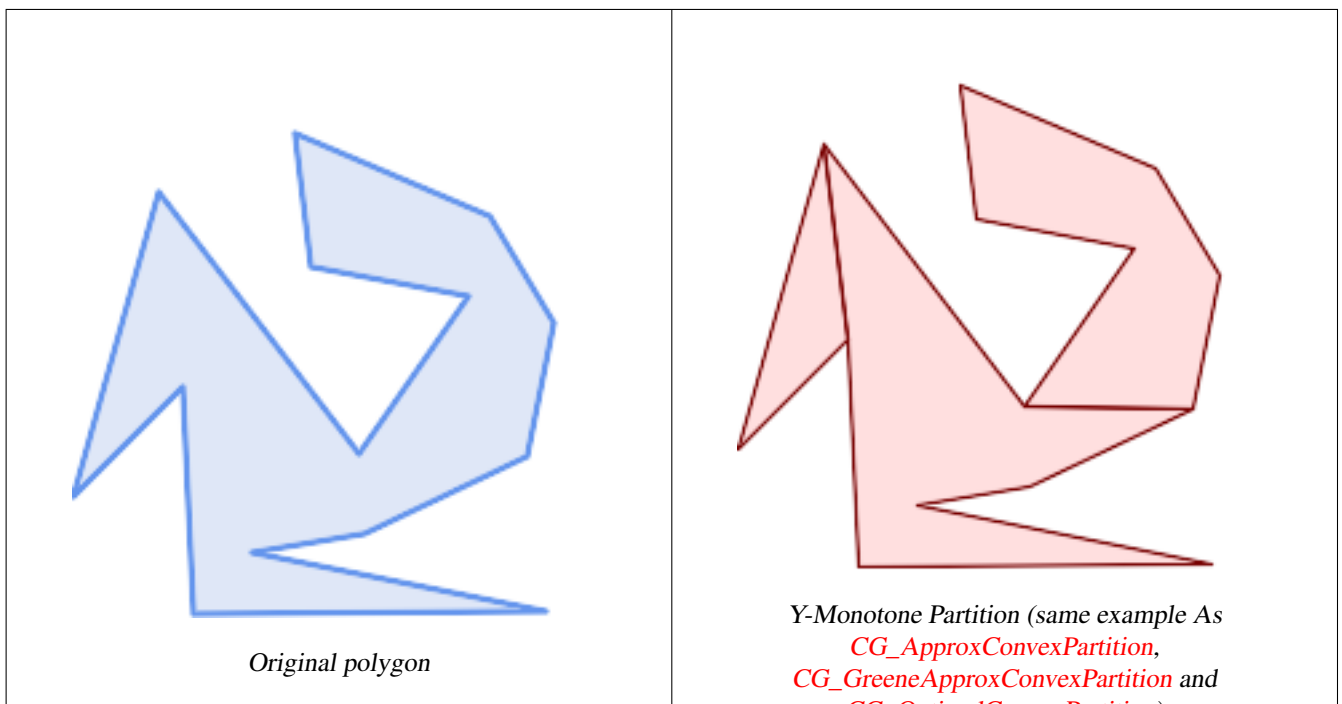 Original polygon
Y-Monotone Partition (same example As
CG_ApproxConvexPartition,
CG_GreeneApproxConvexPartition and